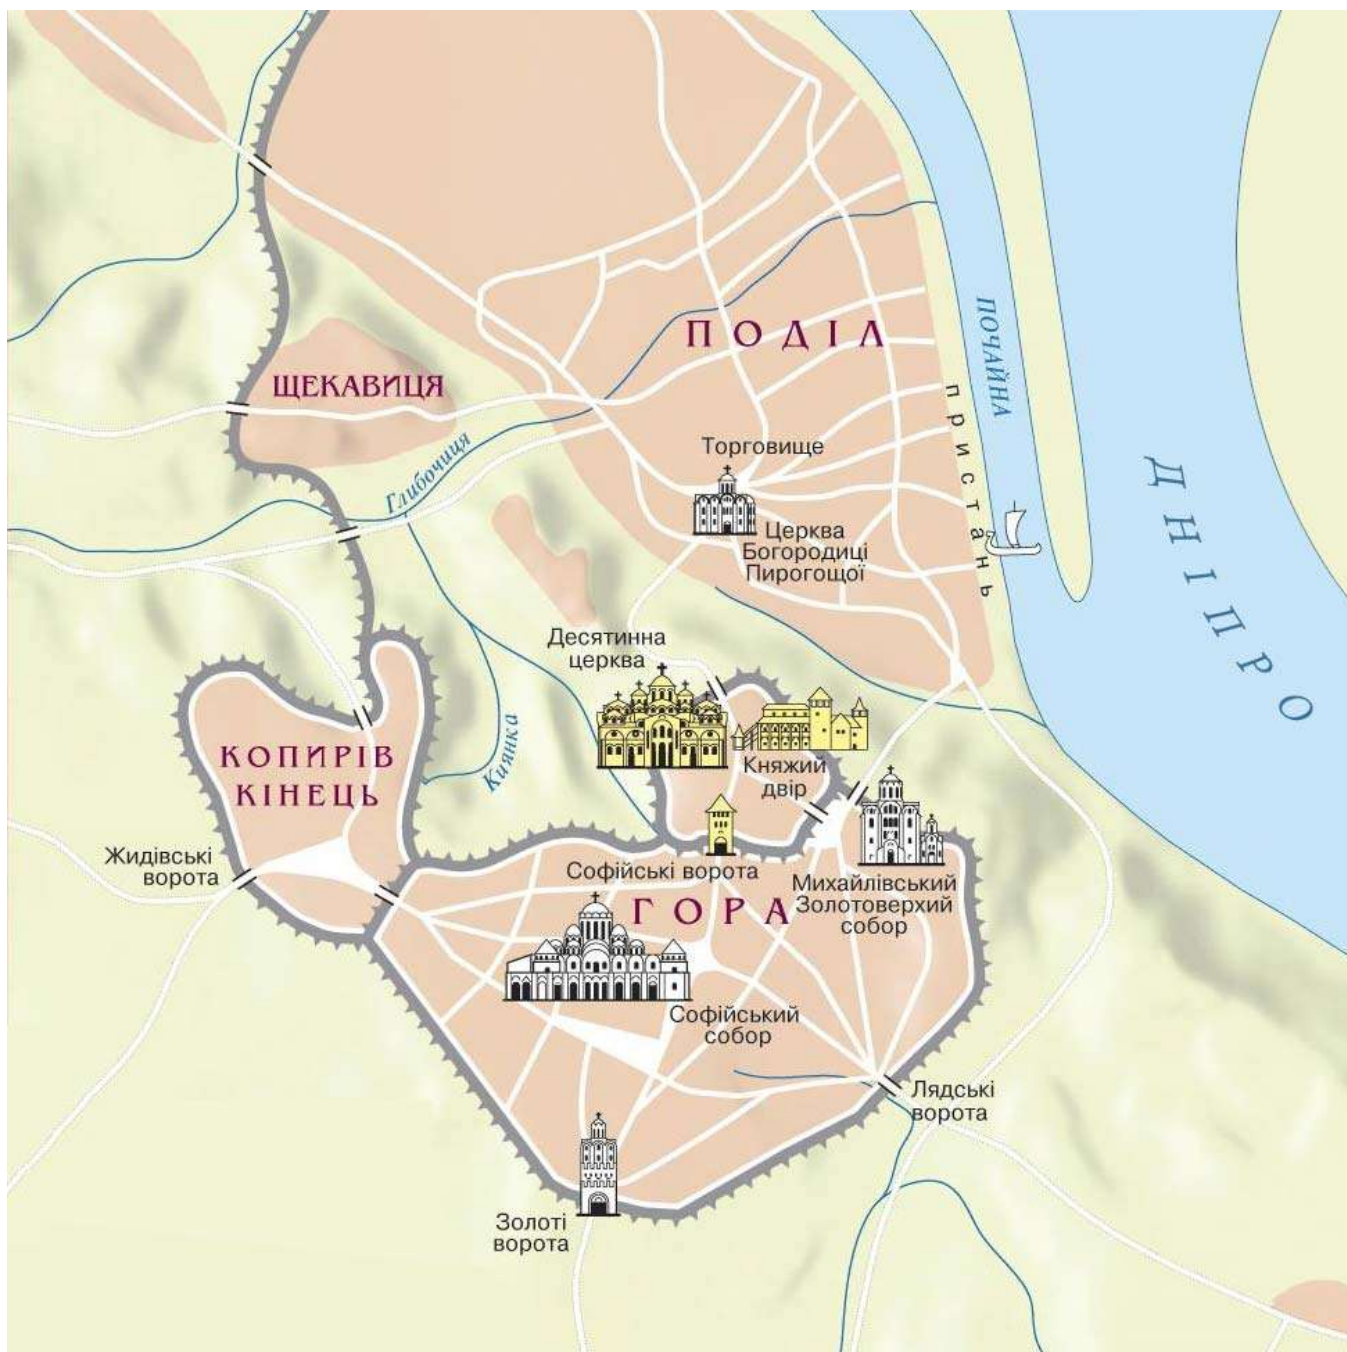 ПОДІЛ
ПОЧАЙНА
ЩЕКАВИЦЯ
пристань
Глибочиця
Торговище
ДНІПРО
Церква
Богородиці
Пирогощої
Десятинна
церква
Киянка
КОПИРІВ
КІНЕЦЬ
Княжий
двір
Жидівські
ворота
Софійські ворота
Михайлівський
Золотоверхий
собор
ГОРА
Софійський
собор
Лядські
ворота
Золоті
ворота